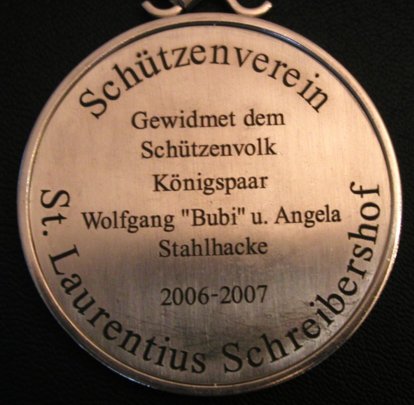 Schützenverein
Gewidmet dem
Schützenvolk
Königspaar
Wolfgang "Bubi" u. Angela
Stahlhacke
2006-2007
St. Laurentius Schreibershof